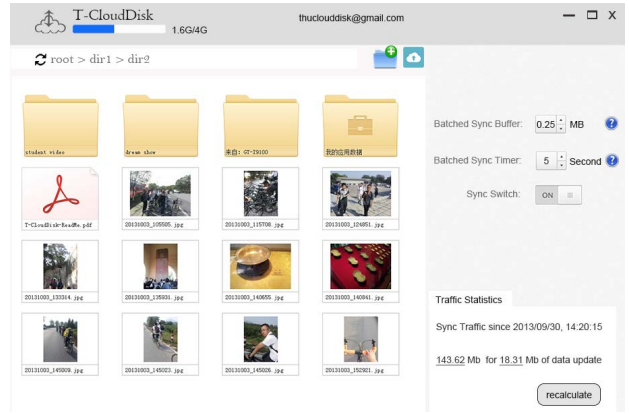 T-CloudDisk
1.6G/4G
thuclouddisk@gmail.com
root > dir1 > dir2
student video
dream show
来自: GT-I9100
我的应用数据
T-CloudDisk-ReadMe.pdf
20131003_105505.jpg
20131003_115708.jpg
20131003_124851.jpg
20131003_133314.jpg
20131003_135931.jpg
20131003_140655.jpg
20131003_140841.jpg
20131003_145009.jpg
20131003_145023.jpg
20131003_145026.jpg
20131003_152921.jpg
Batched Sync Buffer: 0.25 MB
Batched Sync Timer: 5 Second
Sync Switch: ON
Traffic Statistics
Sync Traffic since 2013/09/30, 14:20:15
143.62 Mb for 18.31 Mb of data update
recalculate